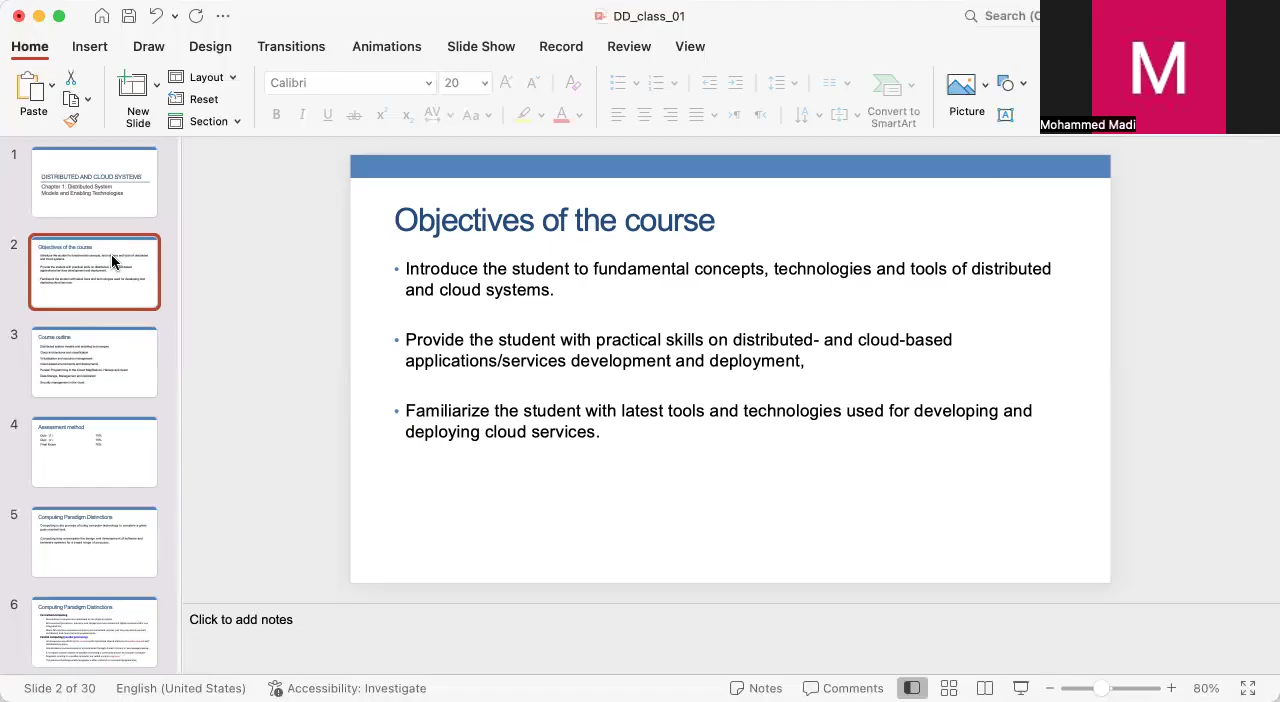 DD_class_01
Search (C
Home Insert Draw Design Transitions Animations Slide Show Record Review View
Paste
New Slide
Layout
Reset
Section
Calibri 20
Convert to SmartArt
Picture
M
Mohammed Madi
1
DISTRIBUTED AND CLOUD SYSTEMS
Chapter 1: Distributed System
Models and Enabling Technologies
2
Objectives of the course
3
Course outline
4
Assessment method
5
Computing Paradigm Distinctions
6
Computing Paradigm Distinctions
Objectives of the course
• Introduce the student to fundamental concepts, technologies and tools of distributed
and cloud systems.
• Provide the student with practical skills on distributed- and cloud-based
applications/services development and deployment,
• Familiarize the student with latest tools and technologies used for developing and
deploying cloud services.
Click to add notes
Slide 2 of 30 English (United States) Accessibility: Investigate Notes Comments 80%